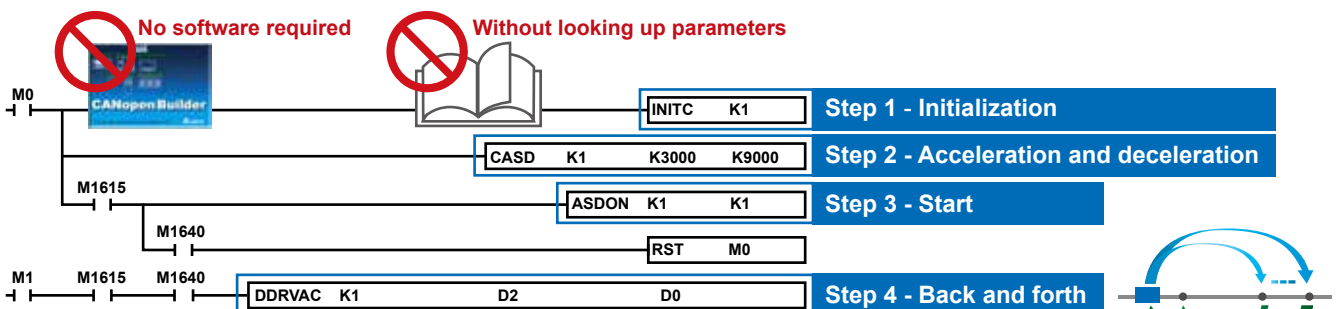 No software required
Without looking up parameters
CANopen Builder
M0
INITC K1
Step 1 - Initialization
CASD K1 K3000 K9000
Step 2 - Acceleration and deceleration
M1615
ASDON K1 K1
Step 3 - Start
M1640
RST M0
M1 M1615 M1640
DDRVAC K1 D2 D0
Step 4 - Back and forth